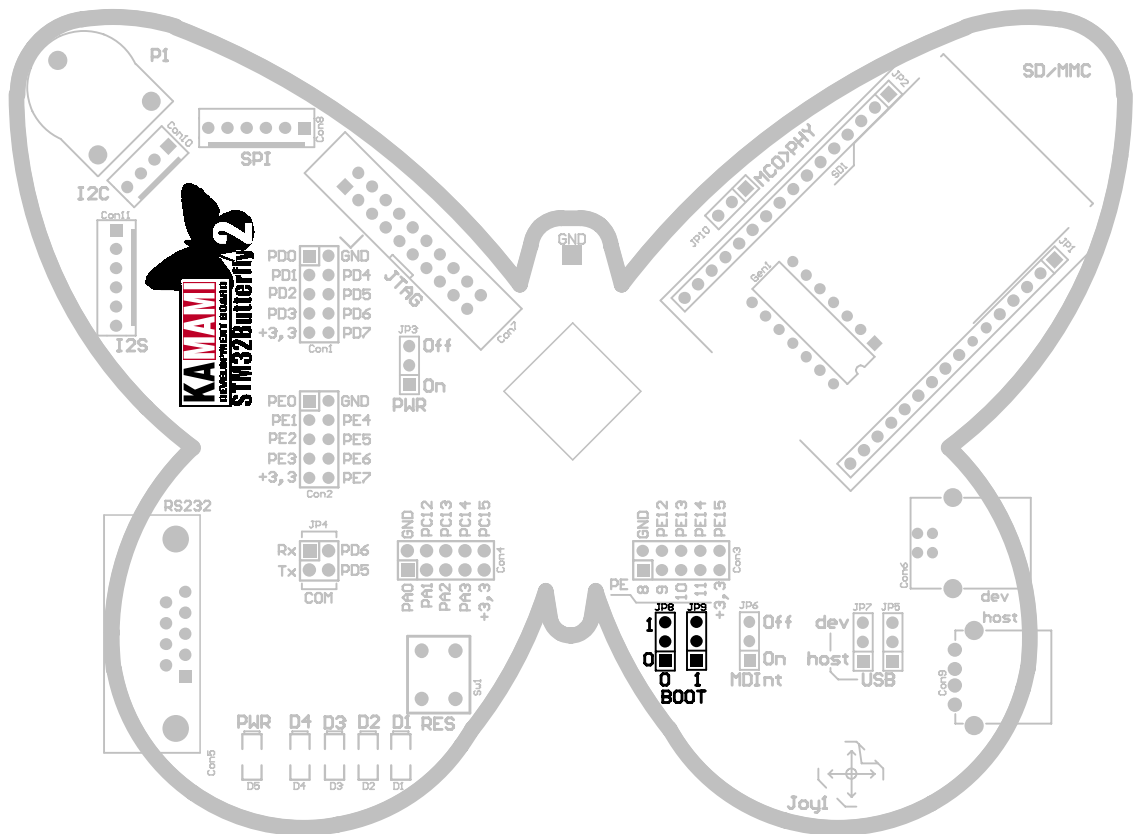 P1
SD/MMC
JP2
Con8
Con10
SPI
MCO>PHY
SD1
I2C
Con11
JP10
GND
JP1
PD0 GND
PD1 PD4
PD2 PD5
PD3 PD6
+3,3 PD7
Con1
JTAG
Con7
Gen1
I2S
KAMAMI
DEVELOPMENT BOARD
STM32Butterfly2
JP3
Off
On
PWR
PE0 GND
PE1 PE4
PE2 PE5
PE3 PE6
+3,3 PE7
Con2
RS232
JP4
Rx PD6
Tx PD5
COM
GND PC12 PC13 PC14 PC15
Con4
PA0 PA1 PA2 PA3 +3,3
GND PE12 PE13 PE14 PE15
Con3
PE 8 9 10 11 +3,3
Con6
dev
host
JP8 JP9
1
0
0 1
BOOT
JP6
Off
On
MDInt
JP7 JP5
dev
host
USB
Con9
Sw1
RES
PWR D4 D3 D2 D1
D5 D4 D3 D2 D1
Con5
Joy1